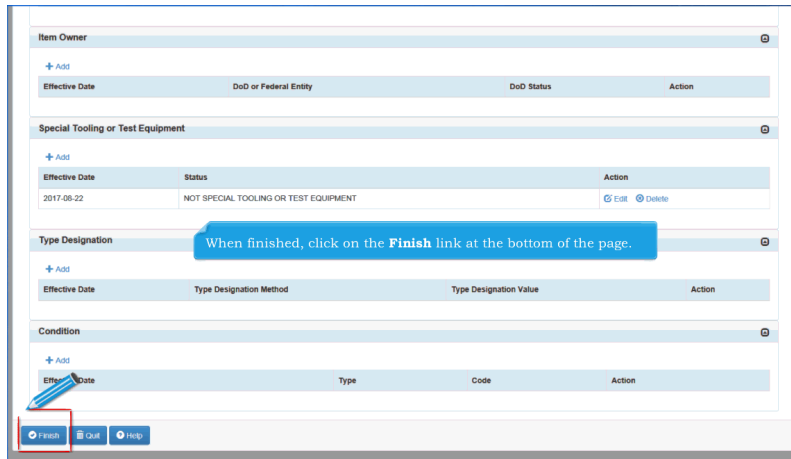 Item Owner
Add
Effective Date DoD or Federal Entity DoD Status Action
Special Tooling or Test Equipment
Add
Effective Date Status Action
2017-08-22 NOT SPECIAL TOOLING OR TEST EQUIPMENT Edit Delete
Type Designation
When finished, click on the Finish link at the bottom of the page.
Add
Effective Date Type Designation Method Type Designation Value Action
Condition
Add
Effective Date Type Code Action
Finish Quit Help